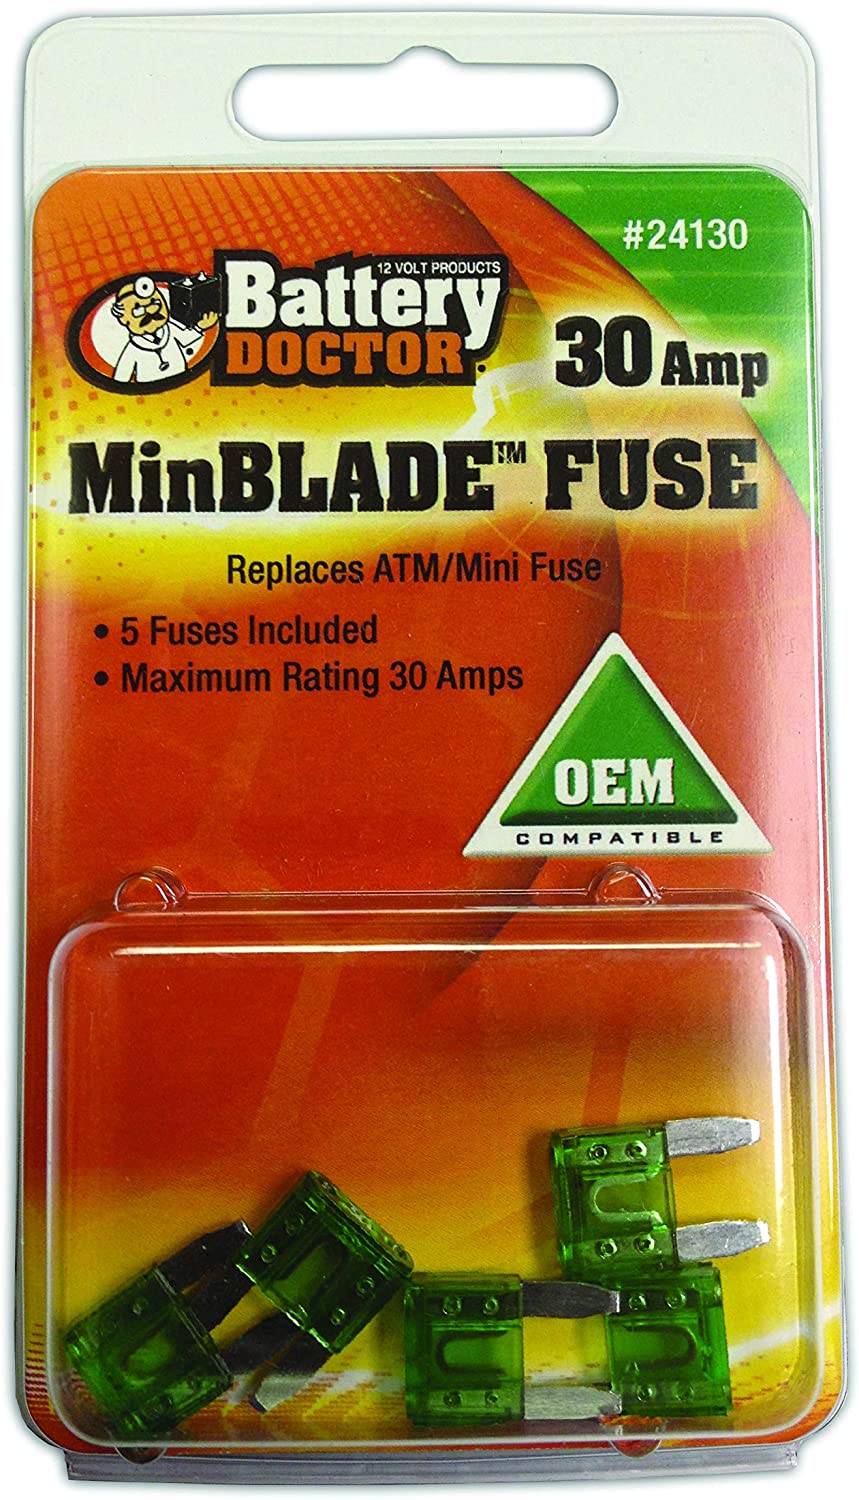 #24130
12 VOLT PRODUCTS
Battery
DOCTOR
30 Amp
MinBLADE™ FUSE
Replaces ATM/Mini Fuse
• 5 Fuses Included
• Maximum Rating 30 Amps
OEM
COMPATIBLE